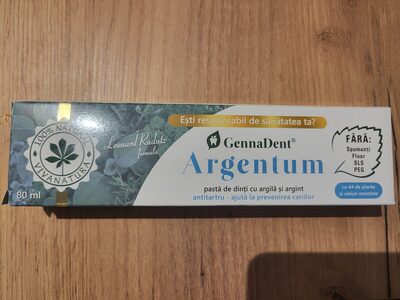 Ești responsabil de sănătatea ta?
100% NATURAL
VIVANATURA
80 ml
Leonard Radutz
formula
GennaDent®
Argentum
pastă de dinți cu argilă și argint
antitartru - ajută la prevenirea cariilor
FĂRĂ:
Spumanți
Fluor
SLS
PEG
cu 44 de plante
și uleiuri esențiale